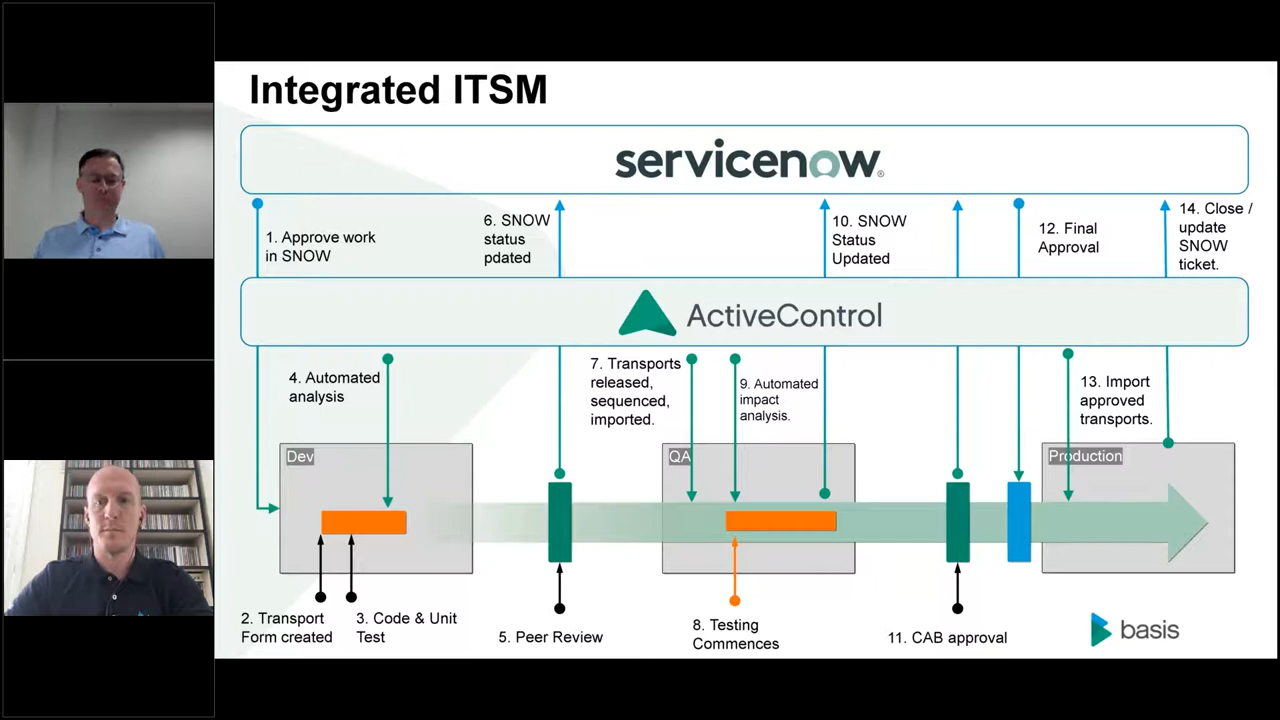 Integrated ITSM
servicenow®
1. Approve work
in SNOW
6. SNOW
status
pdated
10. SNOW
Status
Updated
12. Final
Approval
14. Close /
update
SNOW
ticket.
ActiveControl
4. Automated
analysis
7. Transports
released,
sequenced,
imported.
9. Automated
impact
analysis.
13. Import
approved
transports.
Dev
QA
Production
2. Transport
Form created
3. Code & Unit
Test
5. Peer Review
8. Testing
Commences
11. CAB approval
basis